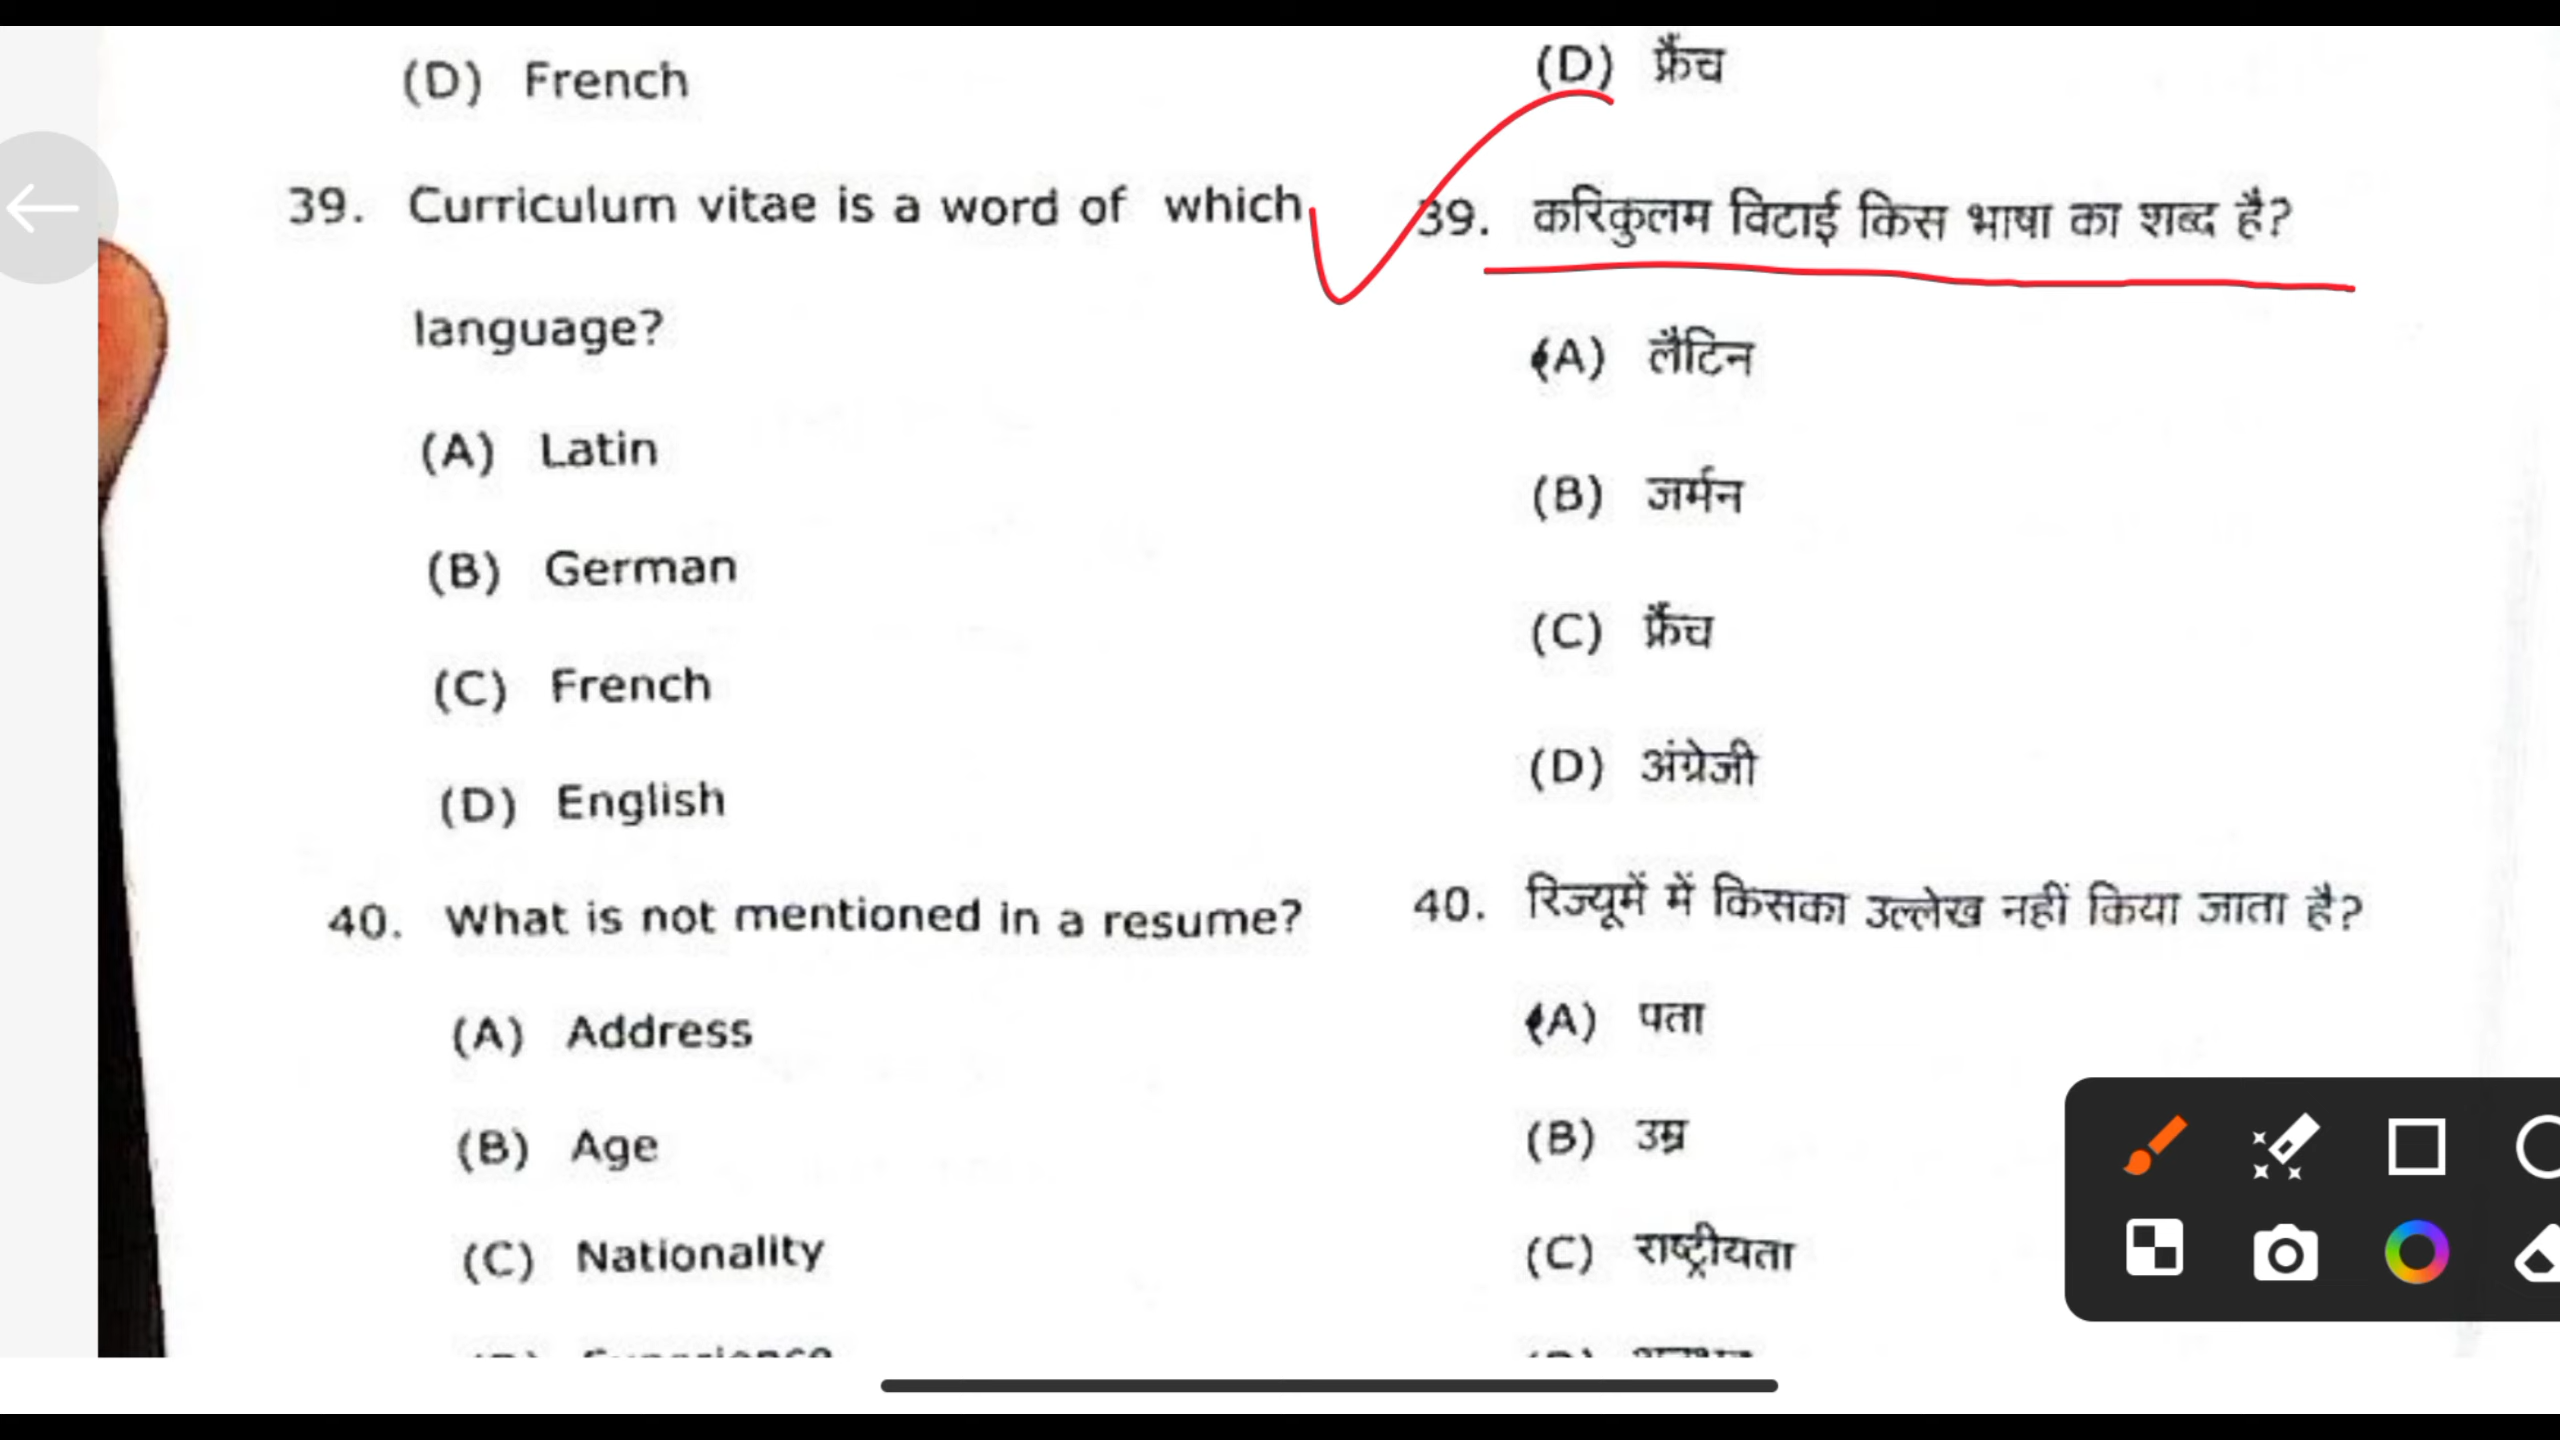 (D) French
39. Curriculum vitae is a word of which
language?
(A) Latin
(B) German
(C) French
(D) English
40. What is not mentioned in a resume?
(A) Address
(B) Age
(C) Nationality
(D) फ्रैंच
39. करिकुलम विटाई किस भाषा का शब्द है?
(A) लैटिन
(B) जर्मन
(C) फ्रैंच
(D) अंग्रेजी
40. रिज्यूमें में किसका उल्लेख नहीं किया जाता है?
(A) पता
(B) उम्र
(C) राष्ट्रीयता